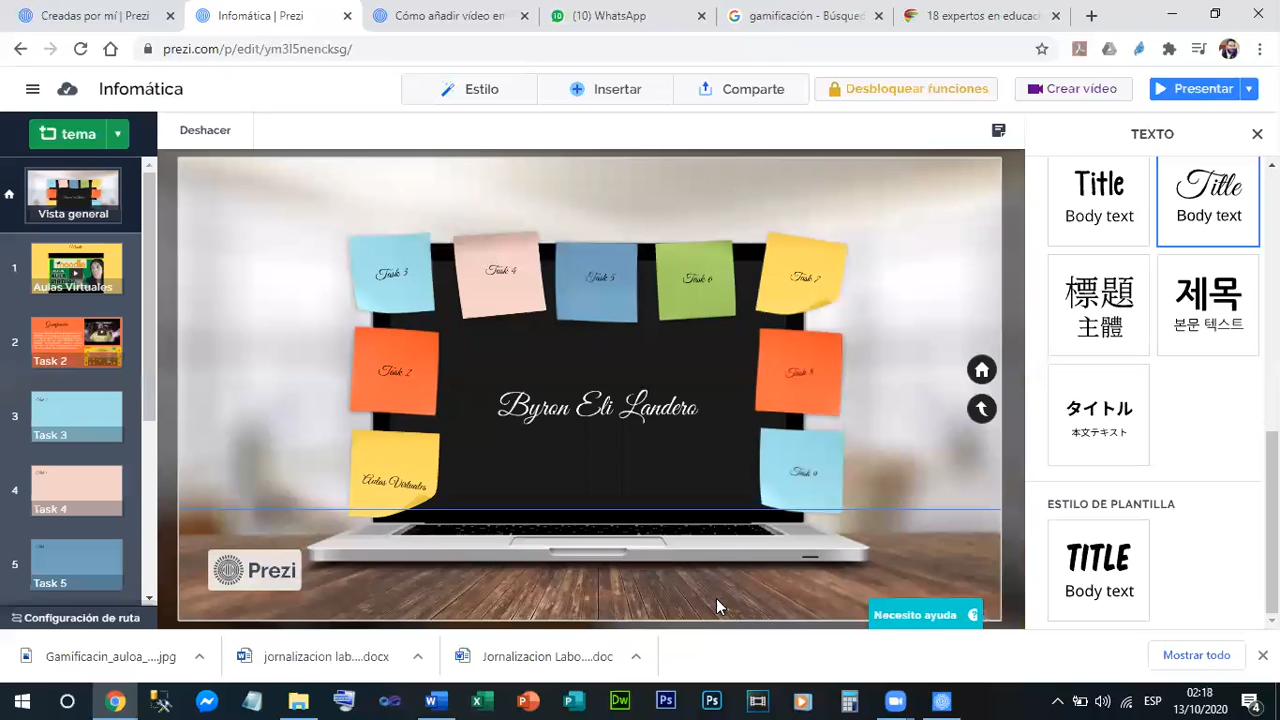 Creadas por mí | Prezi
Infomática | Prezi
Cómo añadir vídeo en
(10) WhatsApp
gamificación - Búsqued
18 expertos en educac
prezi.com/p/edit/ym3l5nencksg/
Infomática
Estilo
Insertar
Comparte
Desbloquear funciones
Crear vídeo
Presentar
tema
Deshacer
TEXTO
Vista general
1
Aulas Virtuales
2
Task 2
3
Task 3
4
Task 4
5
Task 5
Configuración de ruta
Task 3
Task 4
Task 5
Task 6
Task 7
Task 2
Task 8
Byron Eli Landero
Aulas Virtuales
Task 9
Prezi
Necesito ayuda
Title
Body text
Title
Body text
標題
主體
제목
본문 텍스트
タイトル
本文テキスト
ESTILO DE PLANTILLA
TITLE
Body text
Gamificacin_auloa_....jpg
jornalizacion lab....docx
Jornalizacion Labo....doc
Mostrar todo
ESP
02:18
13/10/2020
4